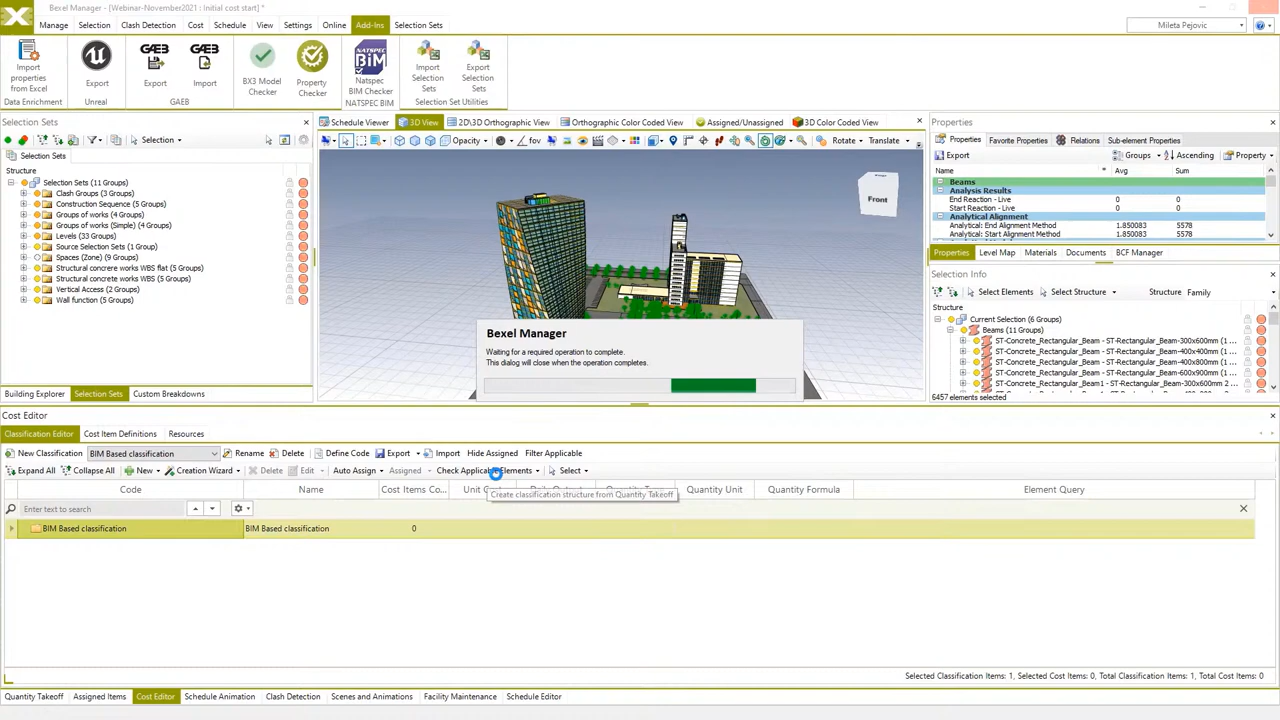 Bexel Manager - [Webinar-November2021 : Initial cost start] *
Manage Selection Clash Detection Cost Schedule View Settings Online Add-Ins Selection Sets
Mileta Pejovic
Import properties from Excel
Export
Export
Import
BX3 Model Checker
Property Checker
Natspec BIM Checker
Import Selection Sets
Export Selection Sets
Data Enrichment Unreal GAEB NATSPEC BIM Selection Set Utilities
Selection Sets
Selection
Selection Sets
Structure
Selection Sets (11 Groups)
Clash Groups (3 Groups)
Construction Sequence (5 Groups)
Groups of works (4 Groups)
Groups of works (Simple) (4 Groups)
Levels (33 Groups)
Source Selection Sets (1 Group)
Spaces (Zone) (9 Groups)
Structural concrere works WBS flat (5 Groups)
Structural concrere works WBS (5 Groups)
Vertical Access (2 Groups)
Wall function (5 Groups)
Building Explorer Selection Sets Custom Breakdowns
Schedule Viewer 3D View 2D\3D Orthographic View Orthographic Color Coded View Assigned/Unassigned 3D Color Coded View
Opacity fov Rotate Translate
Front
Bexel Manager
Waiting for a required operation to complete.
This dialog will close when the operation completes.
Properties
Properties Favorite Properties Relations Sub-element Properties
Export Groups Ascending Property
Name Avg Sum
Beams
Analysis Results
End Reaction - Live 0 0
Start Reaction - Live 0 0
Analytical Alignment
Analytical: End Alignment Method 1.850083 5578
Analytical: Start Alignment Method 1.850083 5578
Properties Level Map Materials Documents BCF Manager
Selection Info
Select Elements Select Structure Structure Family
Structure
Current Selection (6 Groups)
Beams (11 Groups)
ST-Concrete_Rectangular_Beam - ST-Rectangular_Beam-300x600mm (1 ...
ST-Concrete_Rectangular_Beam - ST-Rectangular_Beam-400x400mm (1 ...
ST-Concrete_Rectangular_Beam - ST-Rectangular_Beam-400x800mm (1 ...
ST-Concrete_Rectangular_Beam - ST-Rectangular_Beam-600x900mm (1 ...
ST-Concrete_Rectangular_Beam1 - ST-Rectangular_Beam-300x600mm 2 ...
6457 elements selected
Cost Editor
Classification Editor Cost Item Definitions Resources
New Classification BIM Based classification Rename Delete Define Code Export Import Hide Assigned Filter Applicable
Expand All Collapse All New Creation Wizard Delete Edit Auto Assign Assigned Check Applicable Elements Select
Code Name Cost Items Co... Quantity Unit Quantity Formula Element Query
Create classification structure from Quantity Takeoff
Enter text to search
BIM Based classification BIM Based classification 0
Selected Classification Items: 1, Selected Cost Items: 0, Total Classification Items: 1, Total Cost Items: 0
Quantity Takeoff Assigned Items Cost Editor Schedule Animation Clash Detection Scenes and Animations Facility Maintenance Schedule Editor